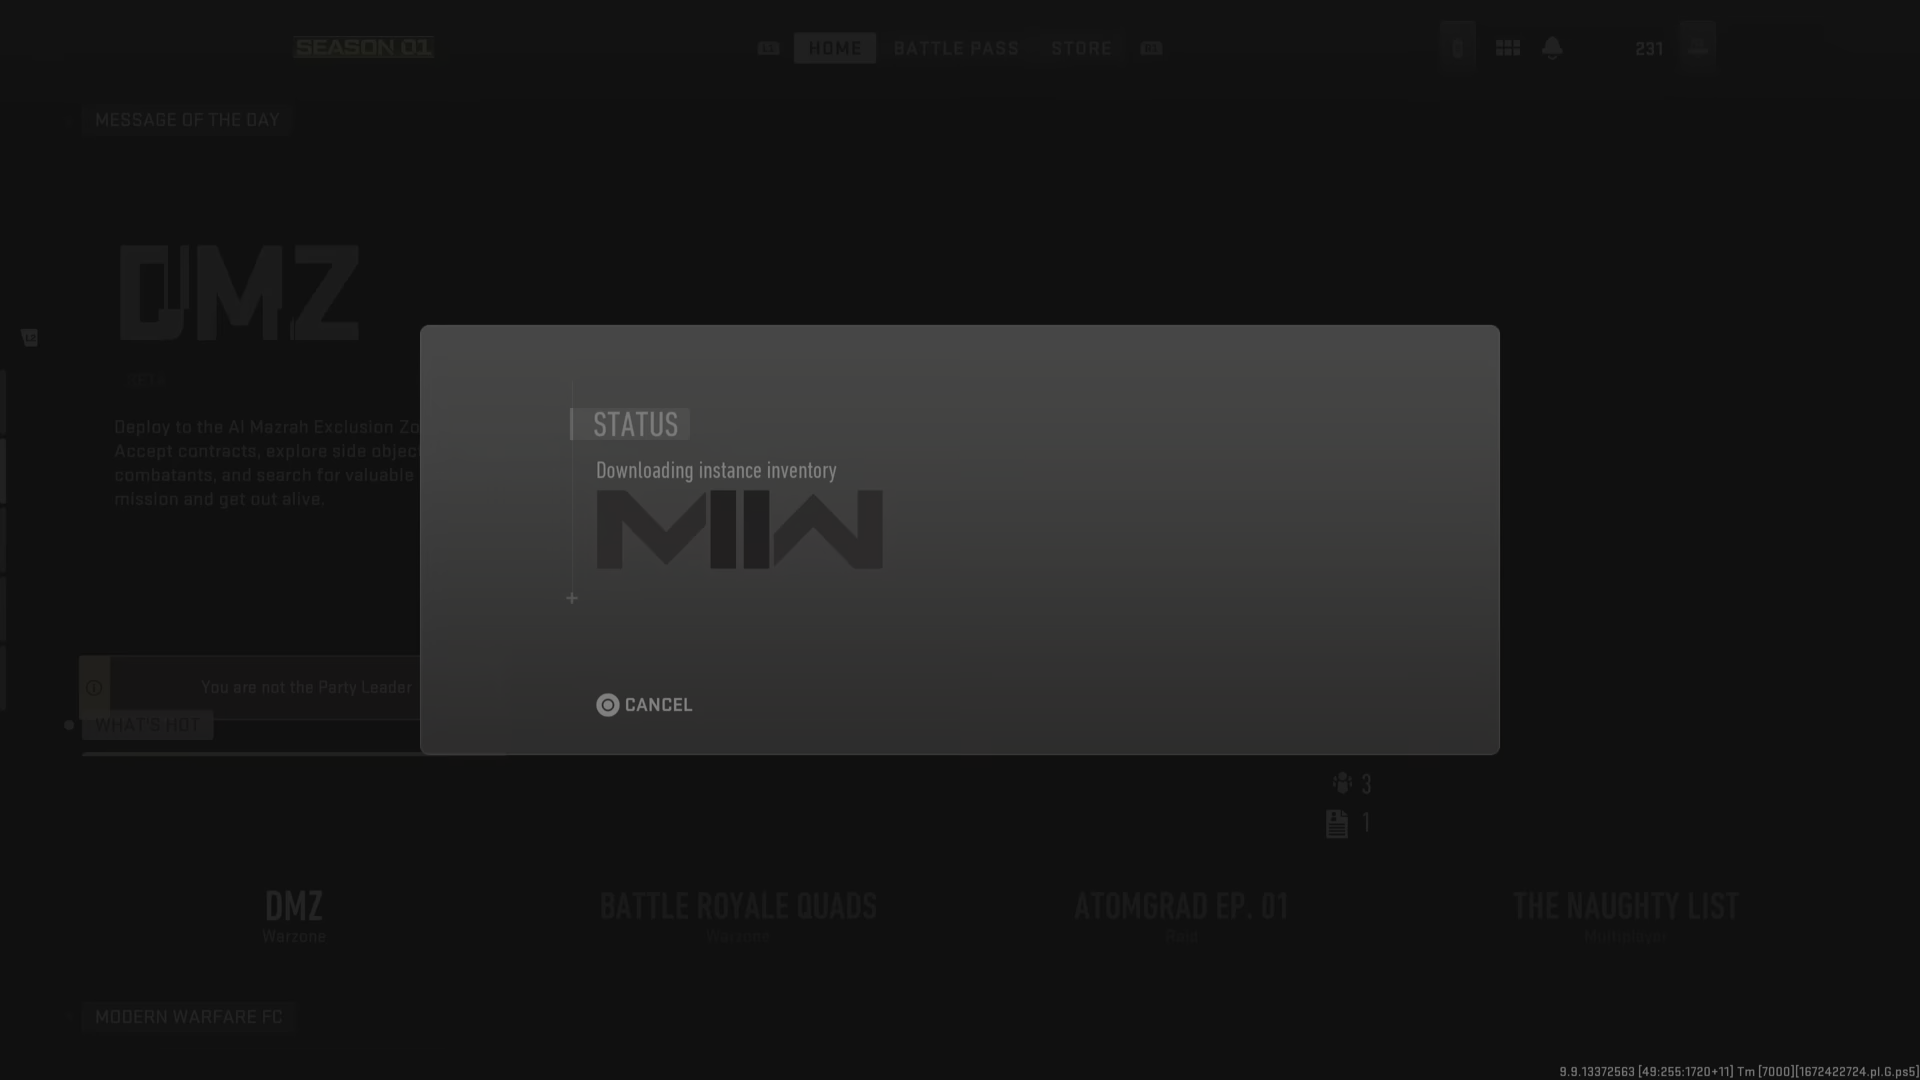 SEASON 01
L1 HOME BATTLE PASS STORE R1
231
MESSAGE OF THE DAY
DMZ
Deploy to the Al Mazrah Exclusion Zo
Accept contracts, explore side objec
combatants, and search for valuable
mission and get out alive.
STATUS
Downloading instance inventory
MIIW
CANCEL
You are not the Party Leader
WHAT'S HOT
3
1
DMZ
Warzone
BATTLE ROYALE QUADS
Warzone
ATOMGRAD EP. 01
Raid
THE NAUGHTY LIST
Multiplayer
MODERN WARFARE FC
9.9.13372563 [49:255:1720+11] Tm [7000][1672422724.pl.G.ps5]